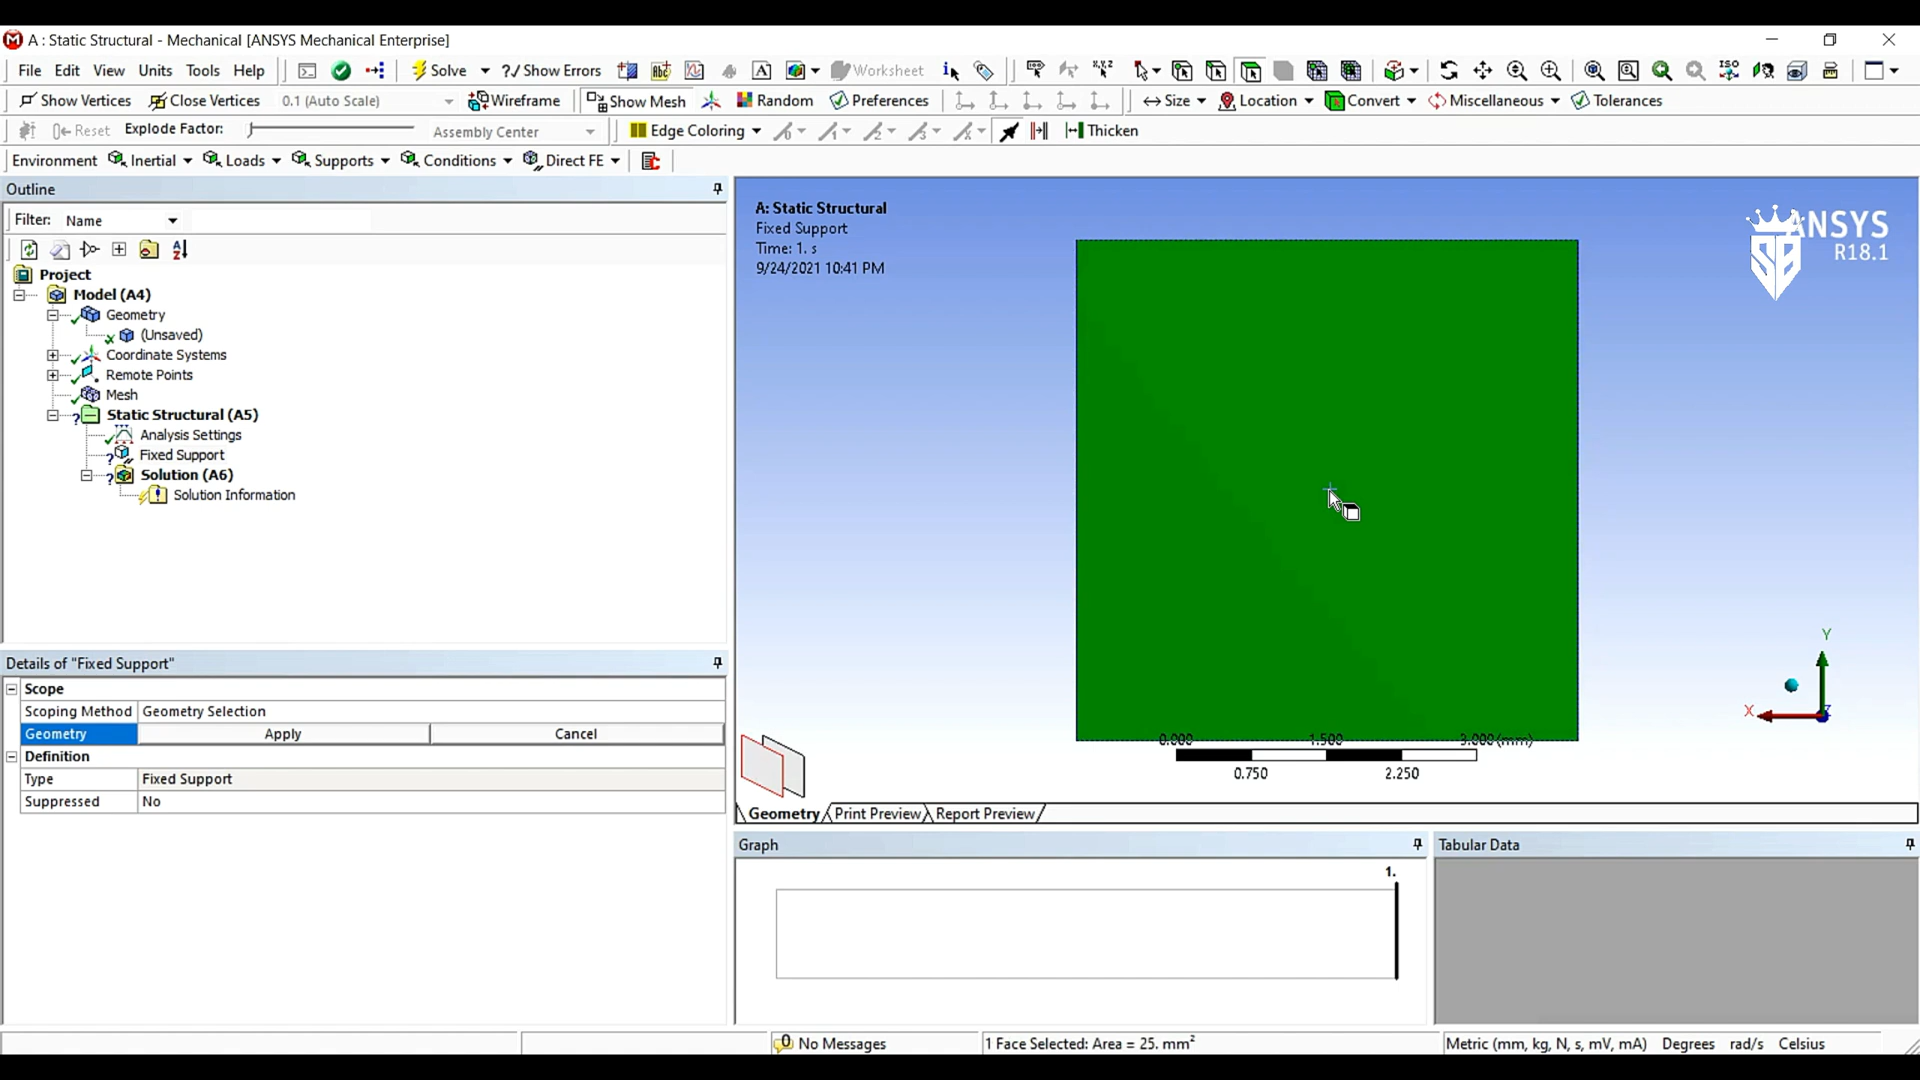 A : Static Structural - Mechanical [ANSYS Mechanical Enterprise]
File Edit View Units Tools Help Solve ?/ Show Errors Worksheet
Show Vertices Close Vertices 0.1 (Auto Scale) Wireframe Show Mesh Random Preferences Size Location Convert Miscellaneous Tolerances
Reset Explode Factor: Assembly Center Edge Coloring Thicken
Environment Inertial Loads Supports Conditions Direct FE
Outline
Filter: Name
Project
Model (A4)
Geometry
(Unsaved)
Coordinate Systems
Remote Points
Mesh
Static Structural (A5)
Analysis Settings
Fixed Support
Solution (A6)
Solution Information
Details of "Fixed Support"
Scope
Scoping Method Geometry Selection
Geometry Apply Cancel
Definition
Type Fixed Support
Suppressed No
A: Static Structural
Fixed Support
Time: 1. s
9/24/2021 10:41 PM
ANSYS
R18.1
SB
Y
X
Z
0.000 1.500 3.000 (mm)
0.750 2.250
Geometry Print Preview Report Preview
Graph
1.
Tabular Data
0 No Messages 1 Face Selected: Area = 25. mm² Metric (mm, kg, N, s, mV, mA) Degrees rad/s Celsius